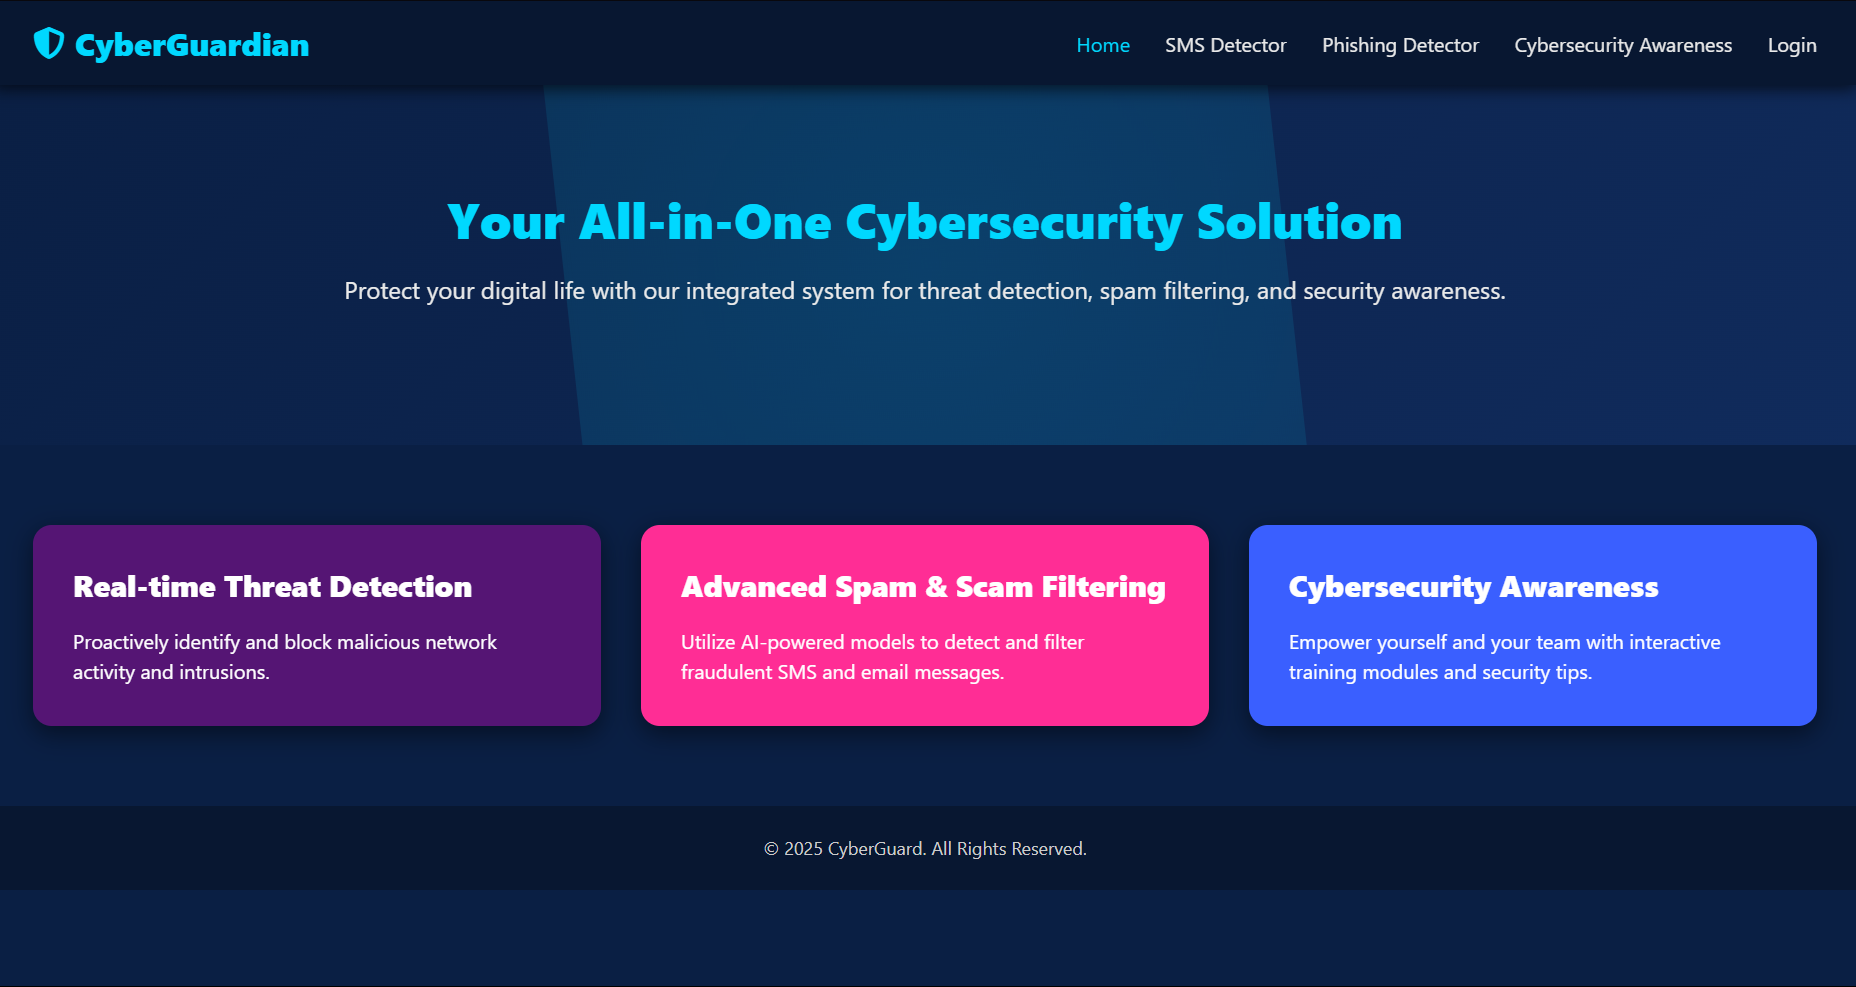 CyberGuardian
Home
SMS Detector
Phishing Detector
Cybersecurity Awareness
Login
Your All-in-One Cybersecurity Solution
Protect your digital life with our integrated system for threat detection, spam filtering, and security awareness.
Real-time Threat Detection
Proactively identify and block malicious network
activity and intrusions.
Advanced Spam & Scam Filtering
Utilize AI-powered models to detect and filter
fraudulent SMS and email messages.
Cybersecurity Awareness
Empower yourself and your team with interactive
training modules and security tips.
© 2025 CyberGuard. All Rights Reserved.